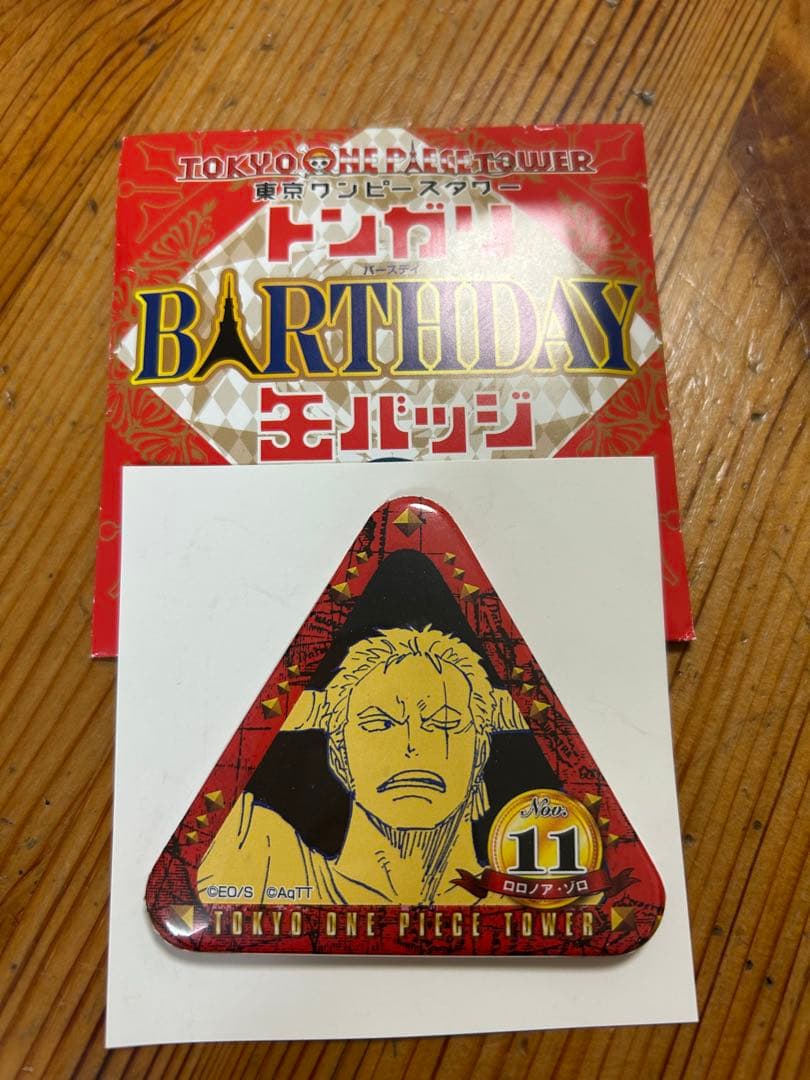 TOKYO ONE PIECE TOWER
東京ワンピースタワー
トンガリ
バースデイ
BIRTHDAY
缶バッジ
Nov.
11
ロロノア・ゾロ
©EO/S ©AqTT
TOKYO ONE PIECE TOWER